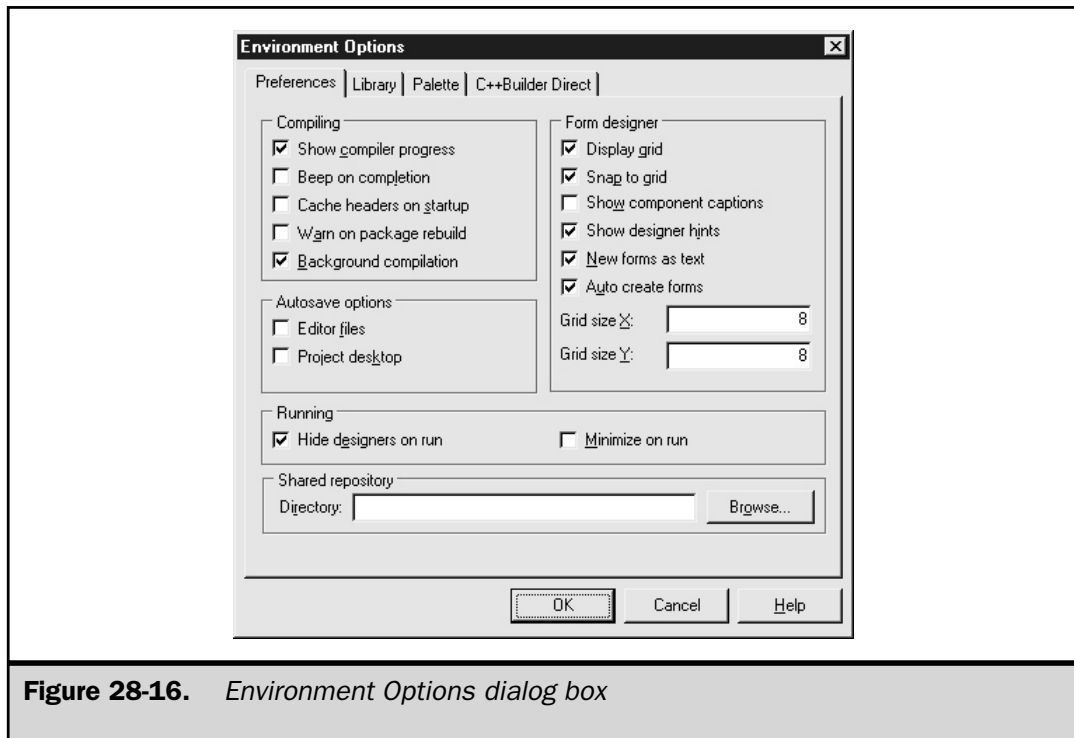 Environment Options
Preferences Library Palette C++Builder Direct
Compiling
Show compiler progress
Beep on completion
Cache headers on startup
Warn on package rebuild
Background compilation
Autosave options
Editor files
Project desktop
Form designer
Display grid
Snap to grid
Show component captions
Show designer hints
New forms as text
Auto create forms
Grid size X: 8
Grid size Y: 8
Running
Hide designers on run Minimize on run
Shared repository
Directory: Browse...
OK Cancel Help
Figure 28-16. Environment Options dialog box